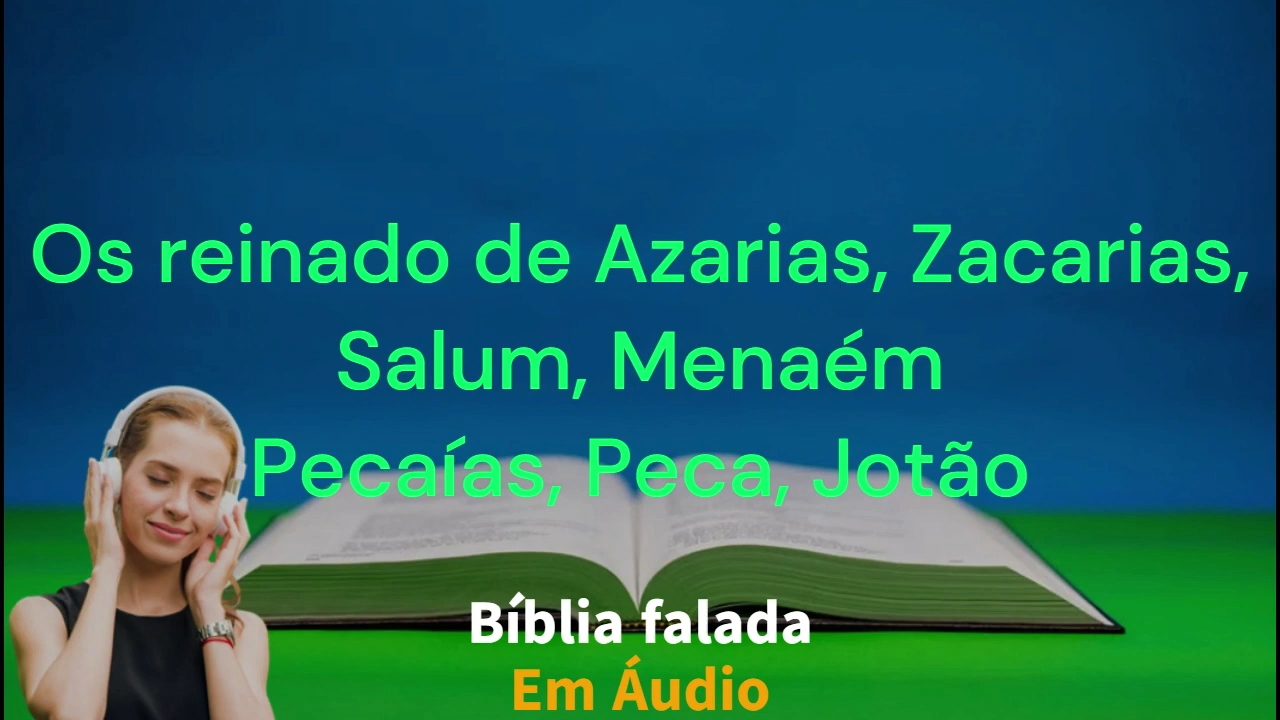 Os reinado de Azarias, Zacarias,
Salum, Menaém
Pecaías, Peca, Jotão
Bíblia falada
Em Áudio